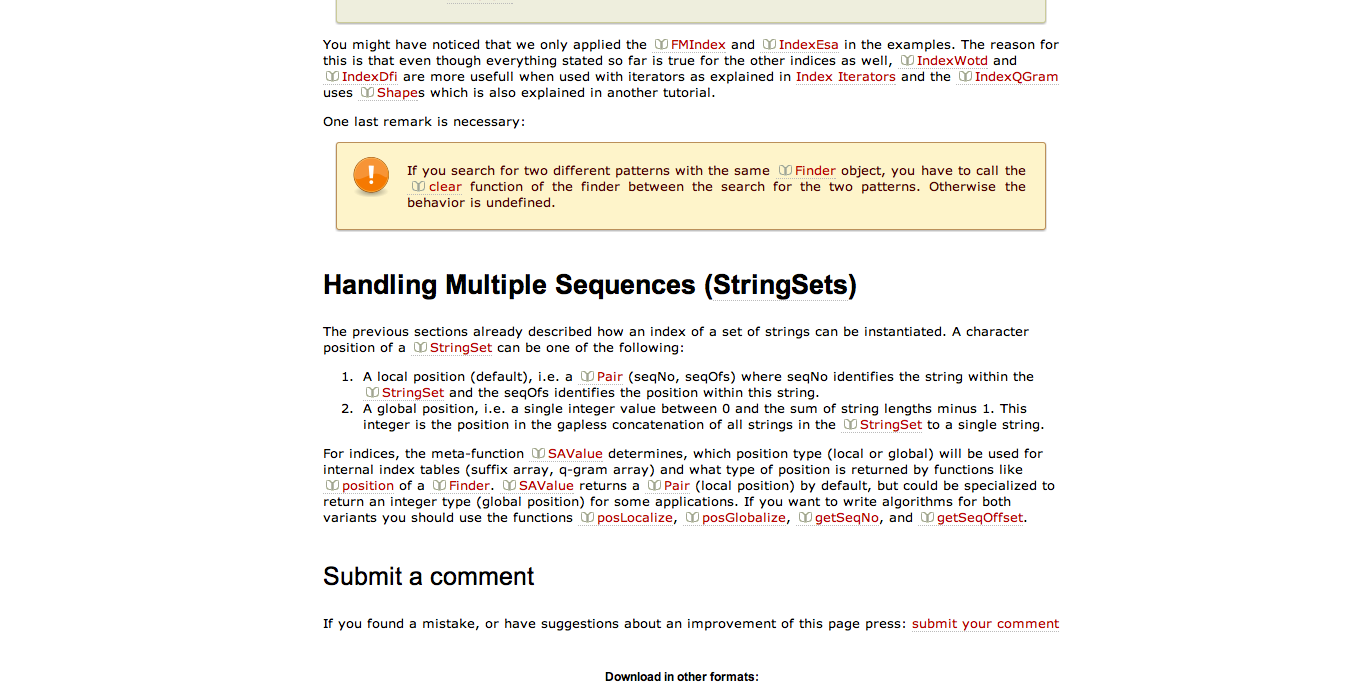 You might have noticed that we only applied the FMIndex and IndexEsa in the examples. The reason for
this is that even though everything stated so far is true for the other indices as well, IndexWotd and
IndexDfi are more usefull when used with iterators as explained in Index Iterators and the IndexQGram
uses Shapes which is also explained in another tutorial.
One last remark is necessary:
If you search for two different patterns with the same Finder object, you have to call the
clear function of the finder between the search for the two patterns. Otherwise the
behavior is undefined.
Handling Multiple Sequences (StringSets)
The previous sections already described how an index of a set of strings can be instantiated. A character
position of a StringSet can be one of the following:
1. A local position (default), i.e. a Pair (seqNo, seqOfs) where seqNo identifies the string within the
StringSet and the seqOfs identifies the position within this string.
2. A global position, i.e. a single integer value between 0 and the sum of string lengths minus 1. This
integer is the position in the gapless concatenation of all strings in the StringSet to a single string.
For indices, the meta-function SAValue determines, which position type (local or global) will be used for
internal index tables (suffix array, q-gram array) and what type of position is returned by functions like
position of a Finder. SAValue returns a Pair (local position) by default, but could be specialized to
return an integer type (global position) for some applications. If you want to write algorithms for both
variants you should use the functions posLocalize, posGlobalize, getSeqNo, and getSeqOffset.
Submit a comment
If you found a mistake, or have suggestions about an improvement of this page press: submit your comment
Download in other formats: